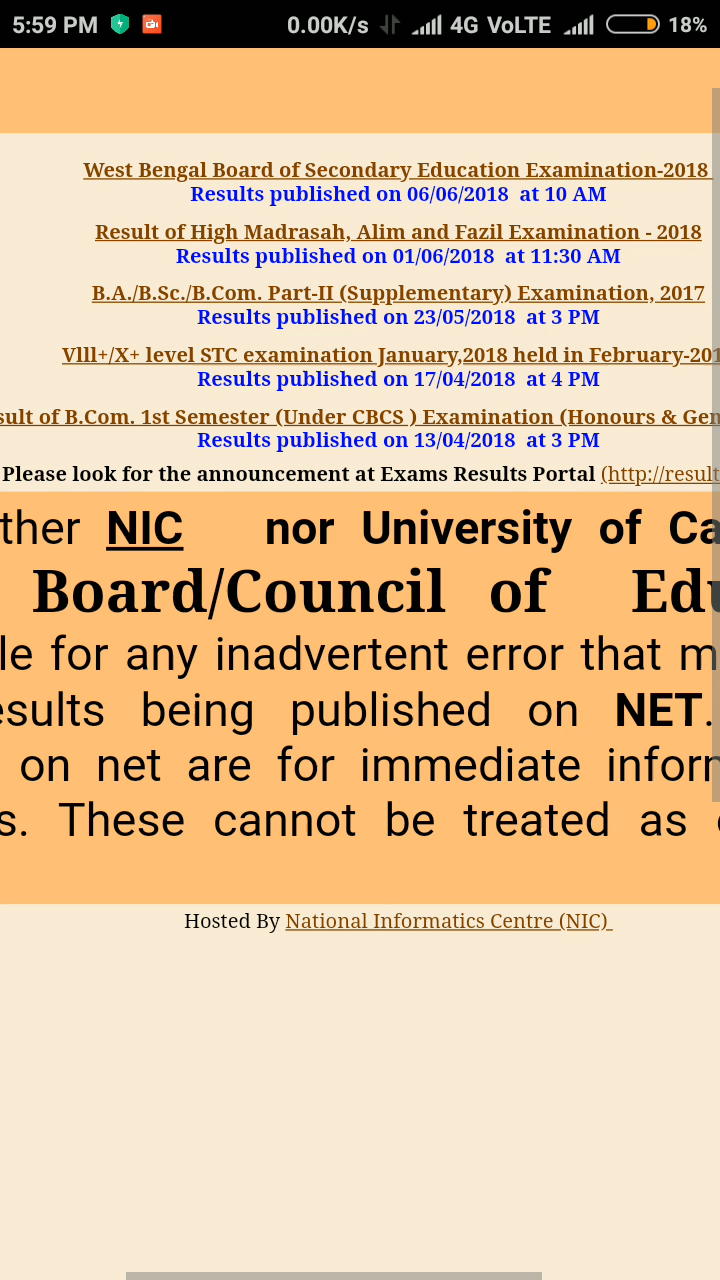 5:59 PM 0.00K/s 4G VoLTE 18%
West Bengal Board of Secondary Education Examination-2018
Results published on 06/06/2018 at 10 AM
Result of High Madrasah, Alim and Fazil Examination - 2018
Results published on 01/06/2018 at 11:30 AM
B.A./B.Sc./B.Com. Part-II (Supplementary) Examination, 2017
Results published on 23/05/2018 at 3 PM
Vlll+/X+ level STC examination January,2018 held in February-201
Results published on 17/04/2018 at 4 PM
sult of B.Com. 1st Semester (Under CBCS ) Examination (Honours & Gen
Results published on 13/04/2018 at 3 PM
Please look for the announcement at Exams Results Portal (http://result
ther NIC nor University of Ca
Board/Council of Edu
le for any inadvertent error that m
esults being published on NET.
on net are for immediate inform
s. These cannot be treated as
Hosted By National Informatics Centre (NIC)